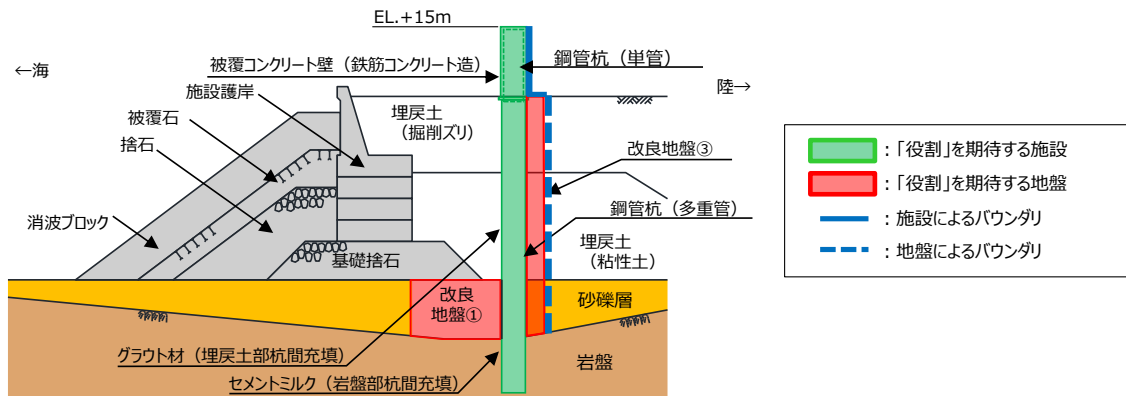 EL.+15m
←海
被覆コンクリート壁（鉄筋コンクリート造）
鋼管杭（単管）
陸→
施設護岸
被覆石
捨石
埋戻土
（掘削ズリ）
改良地盤③
消波ブロック
鋼管杭（多重管）
埋戻土
（粘性土）
基礎捨石
改良
地盤①
砂礫層
グラウト材（埋戻土部杭間充填）
岩盤
セメントミルク（岩盤部杭間充填）
：「役割」を期待する施設
：「役割」を期待する地盤
：施設によるバウンダリ
：地盤によるバウンダリ